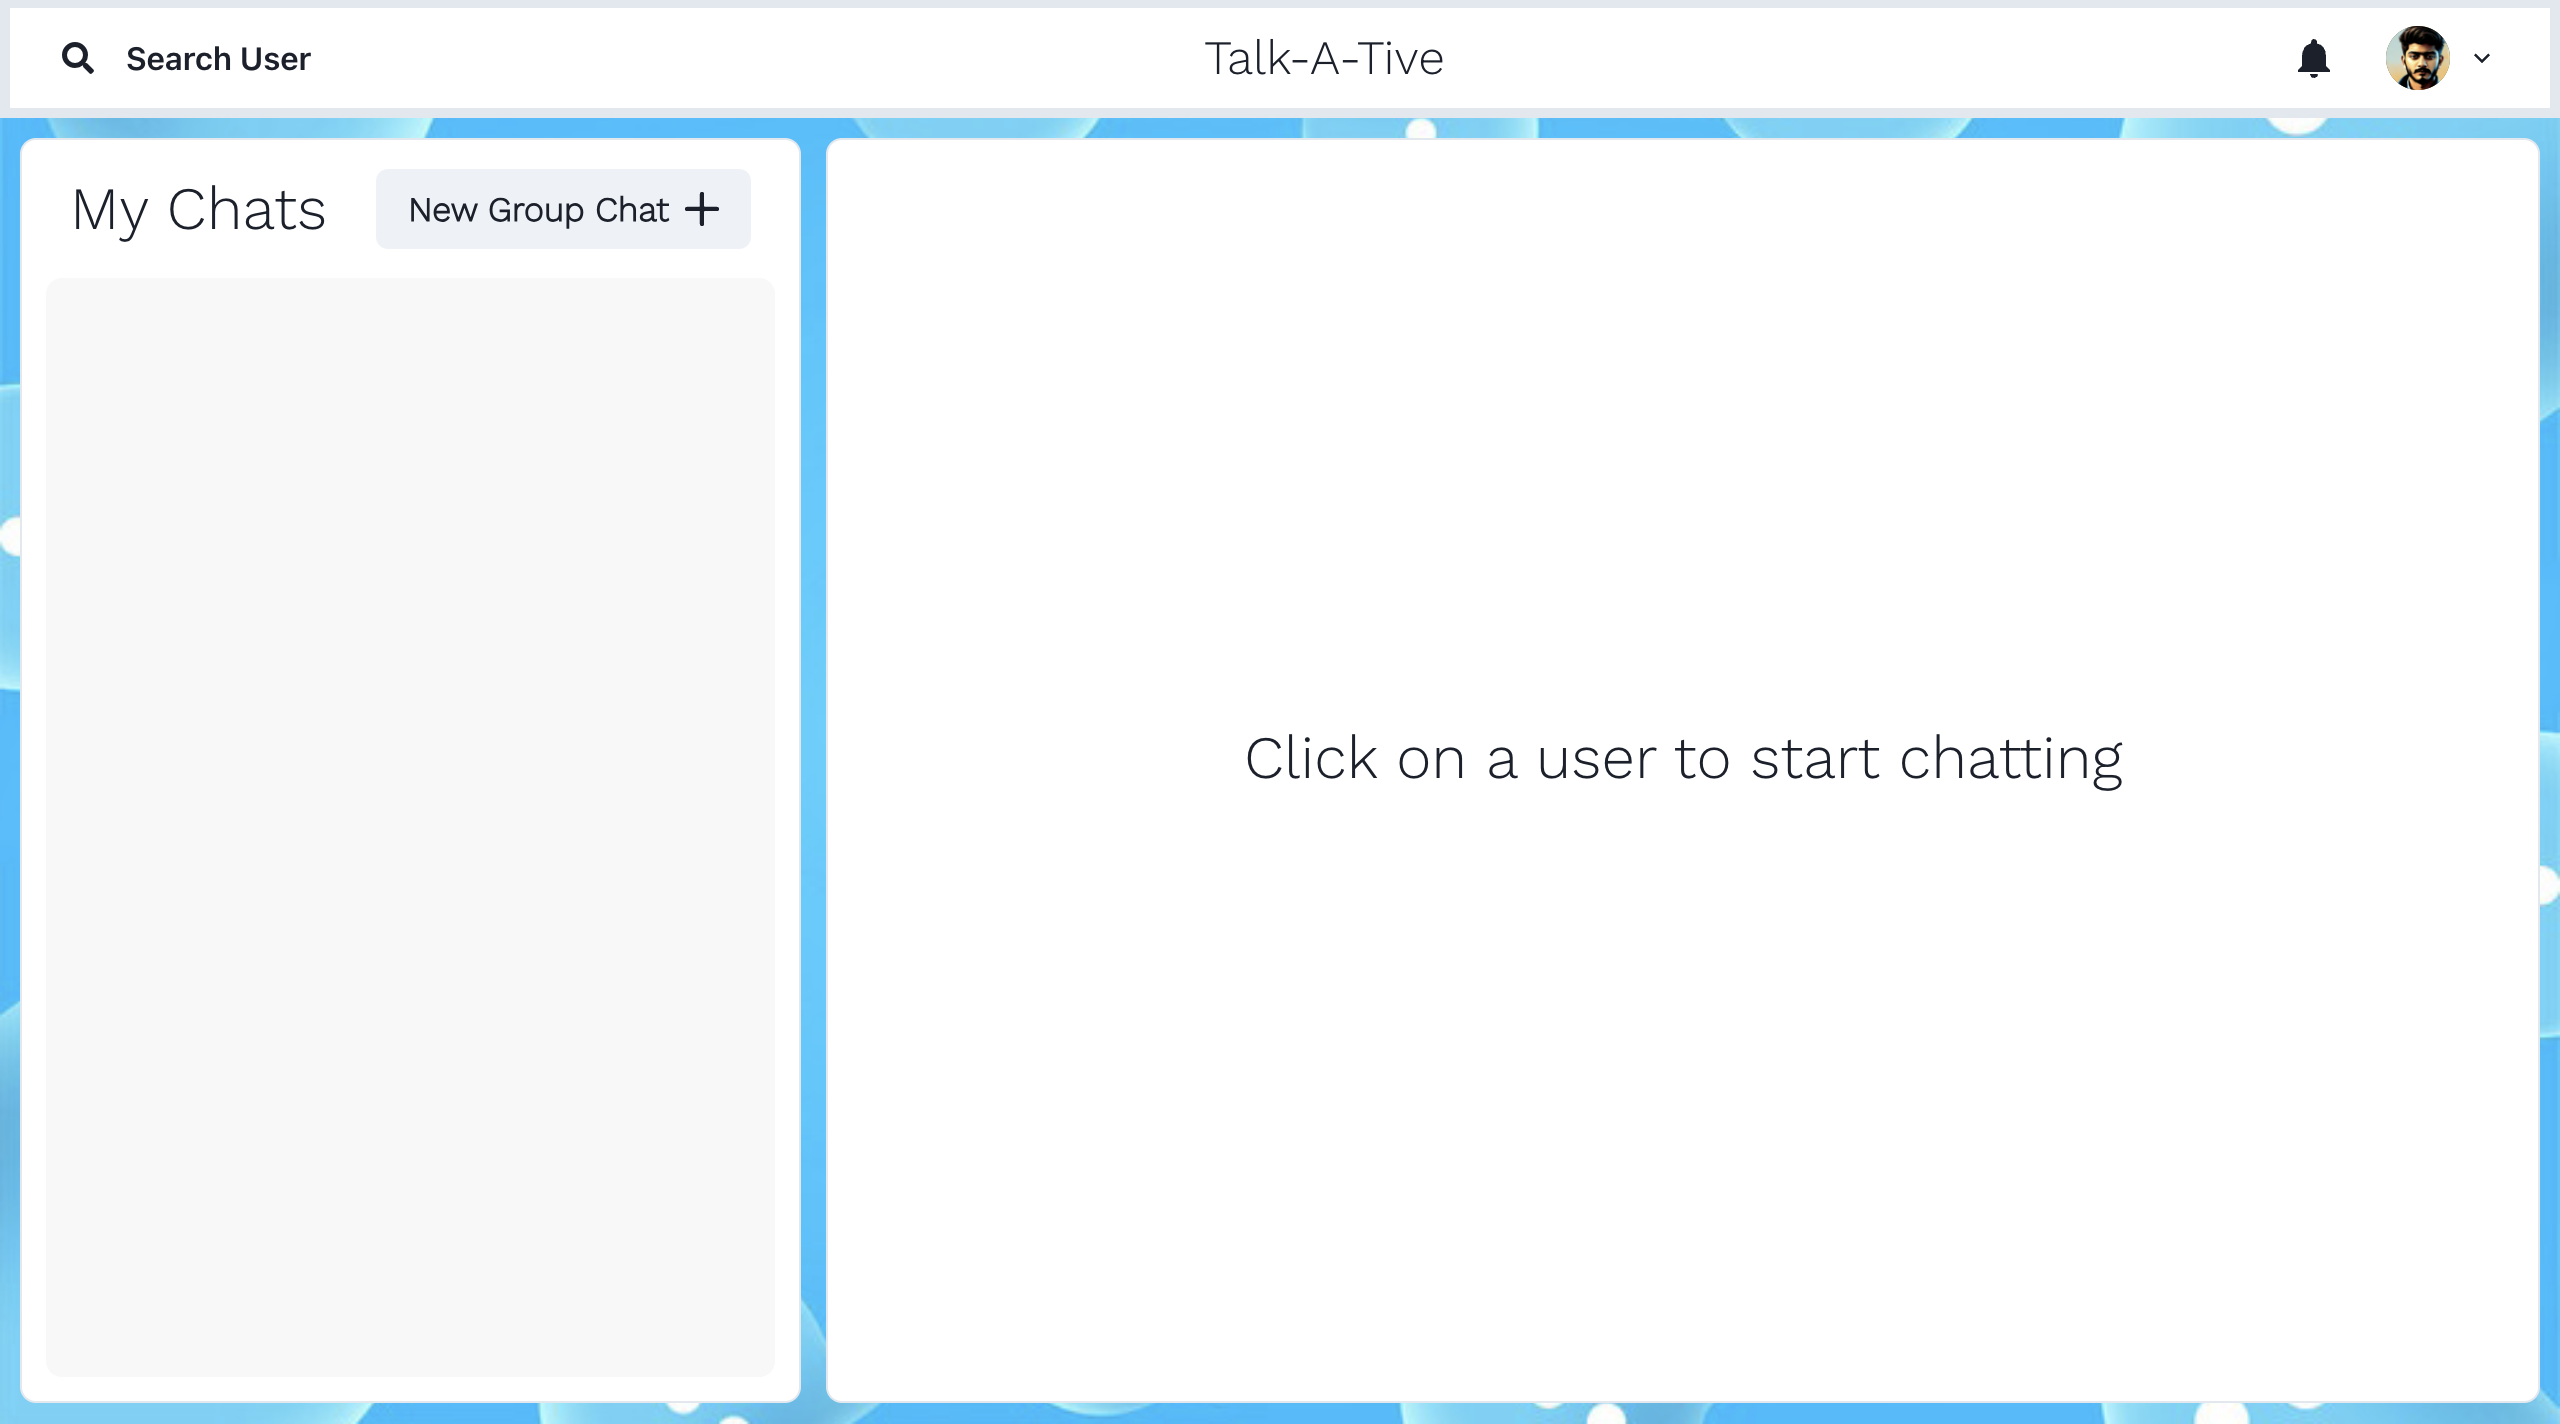 Search User
Talk-A-Tive
My Chats
New Group Chat
Click on a user to start chatting